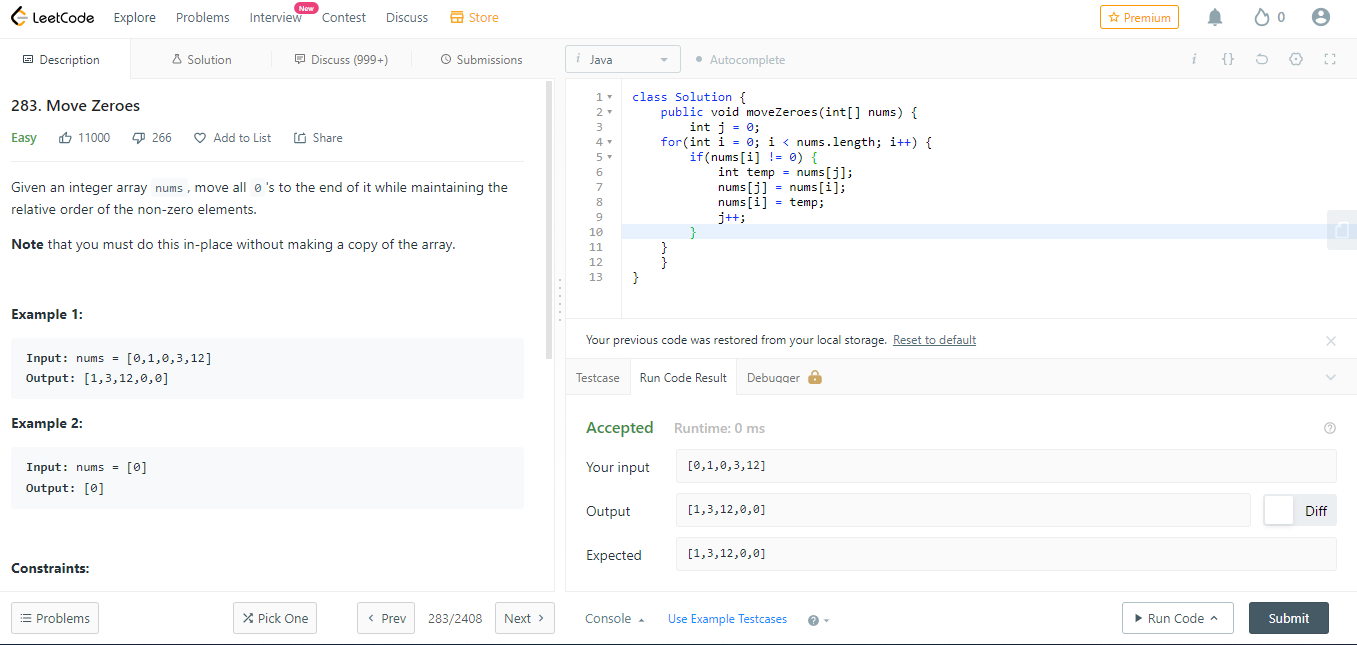 LeetCode Explore Problems Interview New Contest Discuss Store Premium 0
Description Solution Discuss (999+) Submissions
i Java Autocomplete i {}
283. Move Zeroes
Easy 11000 266 Add to List Share
Given an integer array nums, move all 0's to the end of it while maintaining the
relative order of the non-zero elements.
Note that you must do this in-place without making a copy of the array.
Example 1:
Input: nums = [0,1,0,3,12]
Output: [1,3,12,0,0]
Example 2:
Input: nums = [0]
Output: [0]
Constraints:
Problems Pick One Prev 283/2408 Next
1 class Solution {
2 public void moveZeroes(int[] nums) {
3 int j = 0;
4 for(int i = 0; i < nums.length; i++) {
5 if(nums[i] != 0) {
6 int temp = nums[j];
7 nums[j] = nums[i];
8 nums[i] = temp;
9 j++;
10 }
11 }
12 }
13 }
Your previous code was restored from your local storage. Reset to default
Testcase Run Code Result Debugger
Accepted Runtime: 0 ms
Your input [0,1,0,3,12]
Output [1,3,12,0,0] Diff
Expected [1,3,12,0,0]
Console Use Example Testcases ? Run Code Submit